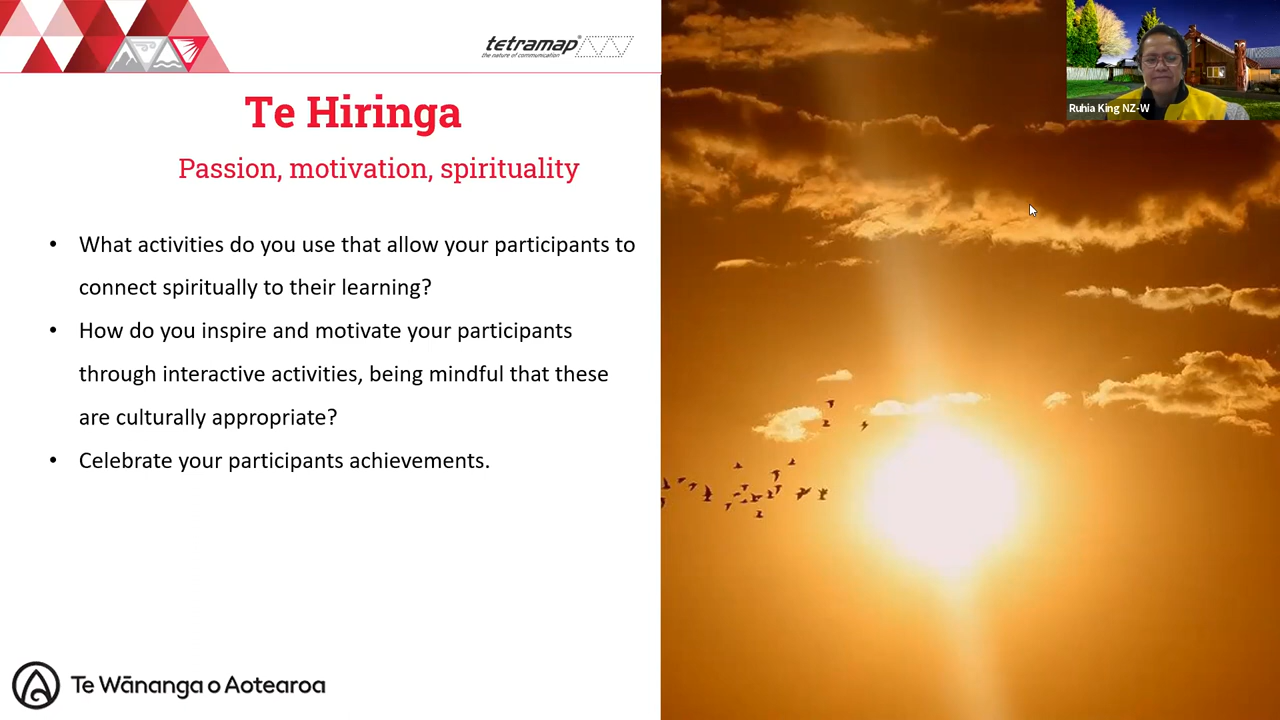 tetramap®
the nature of communication
Ruhia King NZ-W
Te Hiringa
Passion, motivation, spirituality
• What activities do you use that allow your participants to
connect spiritually to their learning?
• How do you inspire and motivate your participants
through interactive activities, being mindful that these
are culturally appropriate?
• Celebrate your participants achievements.
Te Wānanga o Aotearoa